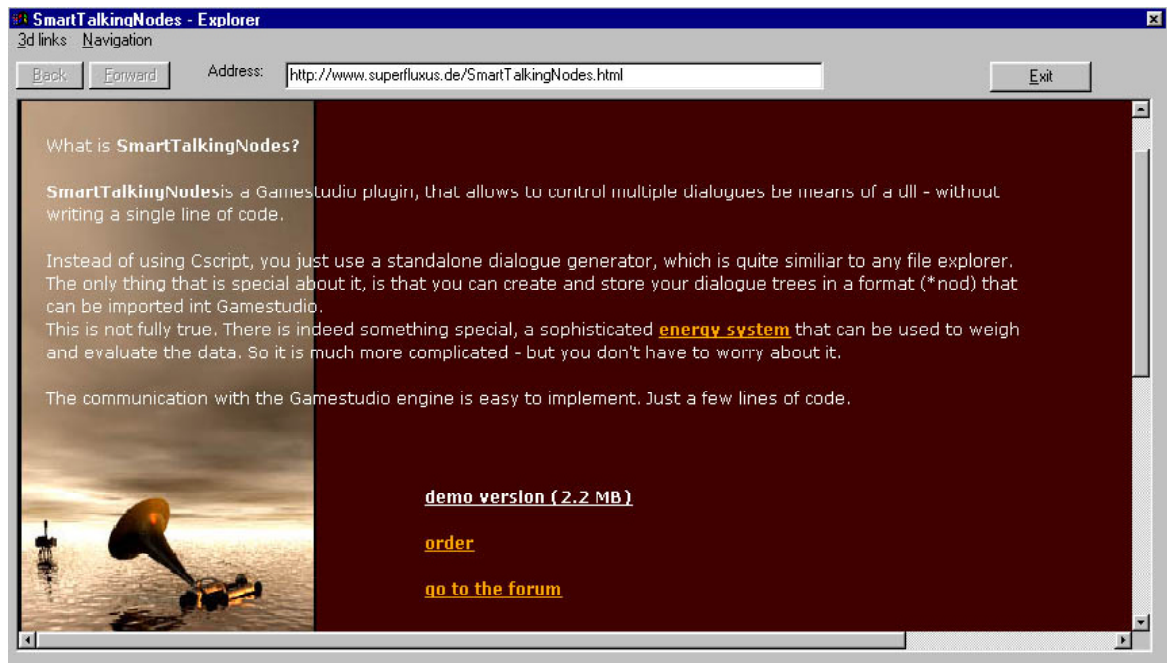 SmartTalkingNodes - Explorer
3d links Navigation
Back Forward Address: http://www.superfluxus.de/SmartTalkingNodes.html Exit
What is SmartTalkingNodes?
SmartTalkingNodesis a Gamestudio plugin, that allows to control multiple dialogues be means of a dll - without
writing a single line of code.
Instead of using Cscript, you just use a standalone dialogue generator, which is quite similiar to any file explorer.
The only thing that is special about it, is that you can create and store your dialogue trees in a format (*nod) that
can be imported int Gamestudio.
This is not fully true. There is indeed something special, a sophisticated energy system that can be used to weigh
and evaluate the data. So it is much more complicated - but you don't have to worry about it.
The communication with the Gamestudio engine is easy to implement. Just a few lines of code.
demo version (2.2 MB)
order
go to the forum